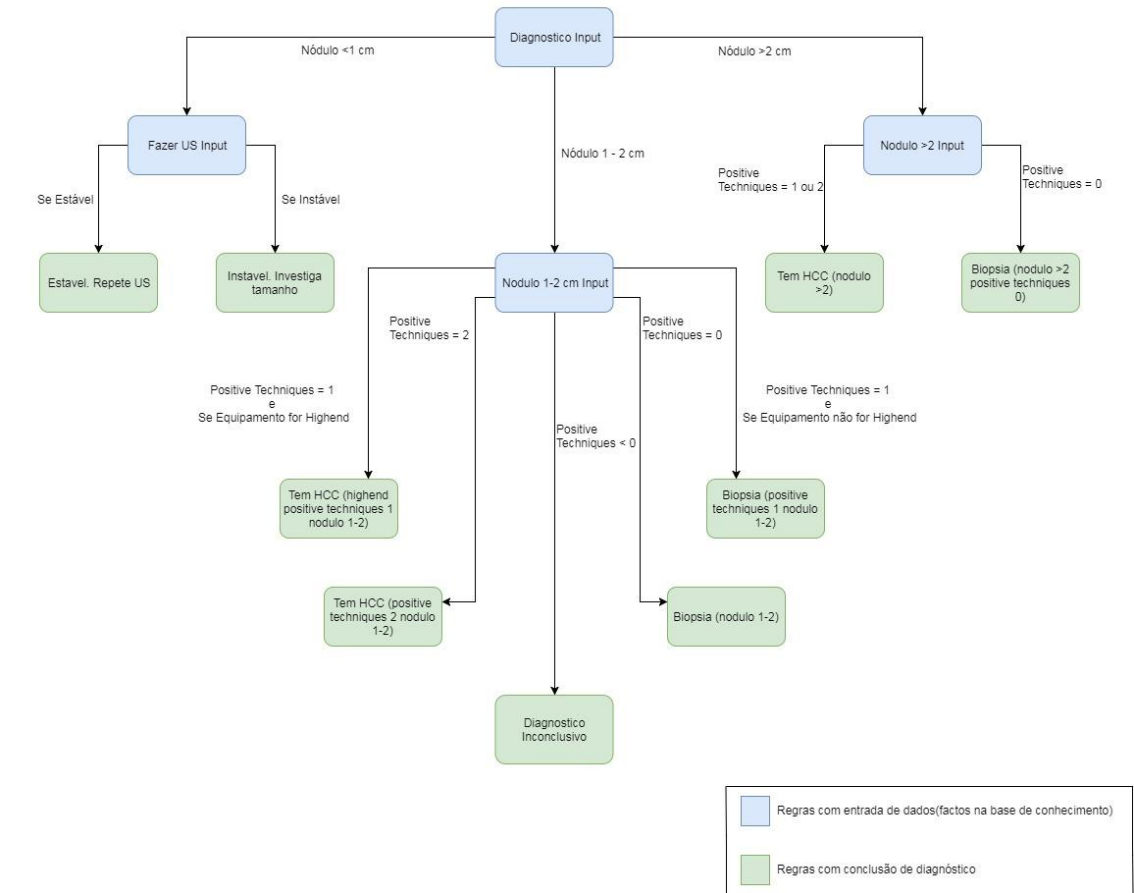 Diagnostico Input
Nódulo <1 cm
Nódulo >2 cm
Fazer US Input
Nodulo >2 Input
Nódulo 1 - 2 cm
Positive
Techniques = 1 ou 2
Positive
Techniques = 0
Se Estável
Se Instável
Estavel. Repete US
Instavel. Investiga
tamanho
Nodulo 1-2 cm Input
Tem HCC (nodulo
>2)
Biopsia (nodulo >2
positive techniques
0)
Positive
Techniques = 2
Positive
Techniques = 0
Positive Techniques = 1
e
Se Equipamento for Highend
Positive Techniques = 1
e
Se Equipamento não for Highend
Positive
Techniques < 0
Tem HCC (highend
positive techniques 1
nodulo 1-2)
Biopsia (positive
techniques 1 nodulo
1-2)
Tem HCC (positive
techniques 2 nodulo
1-2)
Biopsia (nodulo 1-2)
Diagnostico
Inconclusivo
Regras com entrada de dados(factos na base de conhecimento)
Regras com conclusão de diagnóstico